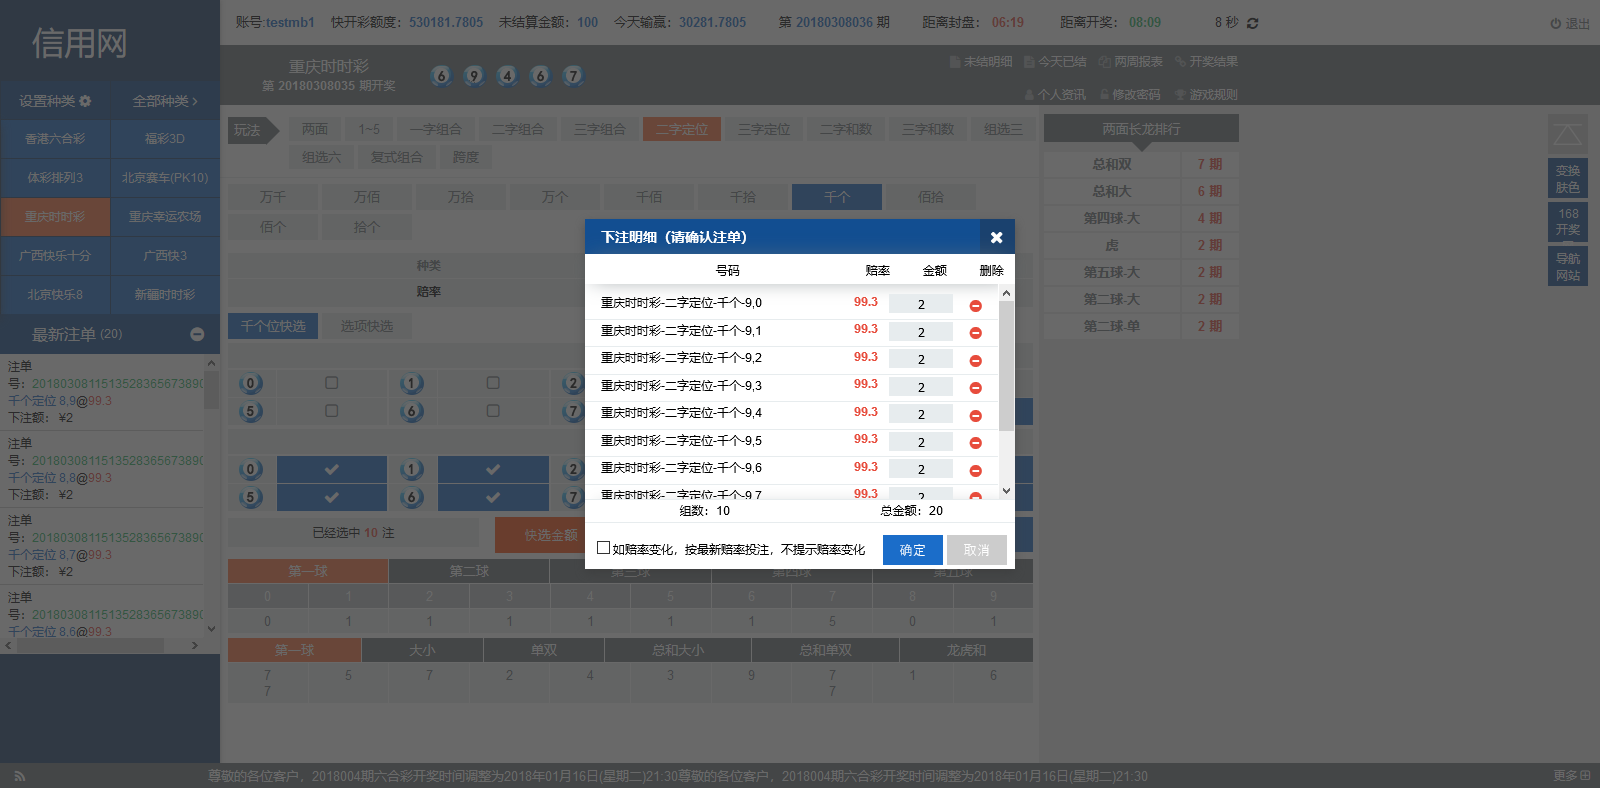 信用网
账号:testmb1 快开彩额度：530181.7805 未结算金额：100 今天输赢：30281.7805 第 20180308036 期 距离封盘：06:19 距离开奖：08:09 8 秒
退出
重庆时时彩
第 20180308035 期开奖
6 9 4 6 7
未结明细 今天已结 两周报表 开奖结果
个人资讯 修改密码 游戏规则
设置种类 全部种类
香港六合彩 福彩3D
体彩排列3 北京赛车(PK10)
重庆时时彩 重庆幸运农场
广西快乐十分 广西快3
北京快乐8 新疆时时彩
最新注单 (20)
注单
号：2018030811513528365673890
千个定位 8,9@99.3
下注额： ¥2
注单
号：2018030811513528365673890
千个定位 8,8@99.3
下注额： ¥2
注单
号：2018030811513528365673890
千个定位 8,7@99.3
下注额： ¥2
注单
号：2018030811513528365673890
千个定位 8,6@99.3
玩法 两面 1~5 一字组合 二字组合 三字组合 二字定位 三字定位 二字和数 三字和数 组选三
组选六 复式组合 跨度
万千 万佰 万拾 万个 千佰 千拾 千个 佰拾
佰个 拾个
种类
赔率
千个位快选 选项快选
0 1 2
5 6 7
0 1 2
5 6 7
已经选中 10 注 快选金额
第一球 第二球 第三球 第四球 第五球
0 1 2 3 4 5 6 7 8 9
0 1 1 1 1 1 1 5 0 1
第一球 大小 单双 总和大小 总和单双 龙虎和
7 5 7 2 4 3 9 7 1 6
7 7
下注明细（请确认注单）
号码 赔率 金额 删除
重庆时时彩-二字定位-千个-9,0 99.3 2
重庆时时彩-二字定位-千个-9,1 99.3 2
重庆时时彩-二字定位-千个-9,2 99.3 2
重庆时时彩-二字定位-千个-9,3 99.3 2
重庆时时彩-二字定位-千个-9,4 99.3 2
重庆时时彩-二字定位-千个-9,5 99.3 2
重庆时时彩-二字定位-千个-9,6 99.3 2
重庆时时彩-二字定位-千个-9,7 99.3 2
组数：10 总金额：20
如赔率变化，按最新赔率投注，不提示赔率变化 确定 取消
两面长龙排行
总和双 7 期
总和大 6 期
第四球-大 4 期
虎 2 期
第五球-大 2 期
第二球-大 2 期
第二球-单 2 期
变换
肤色
168
开奖
导航
网站
尊敬的各位客户，2018004期六合彩开奖时间调整为2018年01月16日(星期二)21:30尊敬的各位客户，2018004期六合彩开奖时间调整为2018年01月16日(星期二)21:30
更多